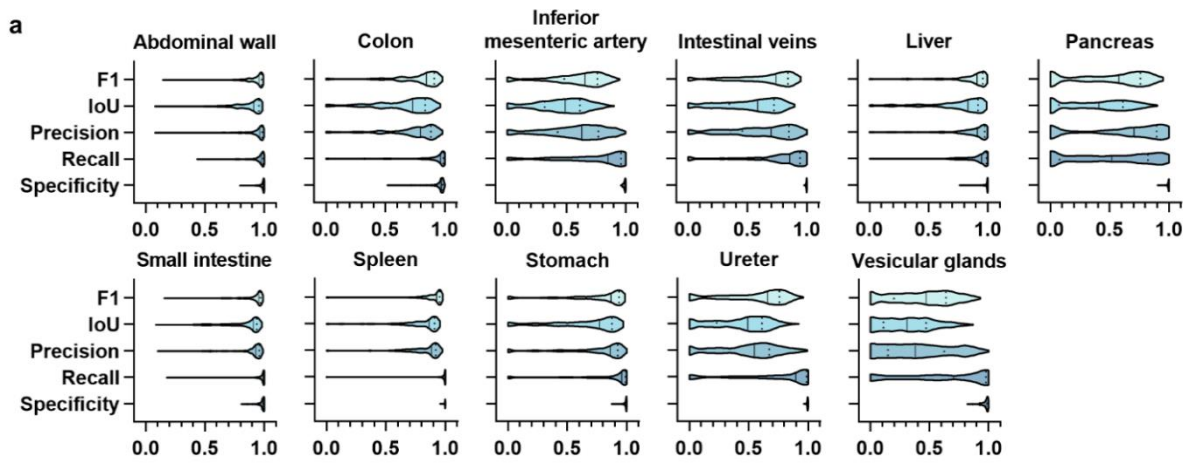 a
Abdominal wall
Colon
Inferior
mesenteric artery
Intestinal veins
Liver
Pancreas
F1
IoU
Precision
Recall
Specificity
0.0 0.5 1.0 0.0 0.5 1.0 0.0 0.5 1.0 0.0 0.5 1.0 0.0 0.5 1.0 0.0 0.5 1.0
Small intestine
Spleen
Stomach
Ureter
Vesicular glands
F1
IoU
Precision
Recall
Specificity
0.0 0.5 1.0 0.0 0.5 1.0 0.0 0.5 1.0 0.0 0.5 1.0 0.0 0.5 1.0